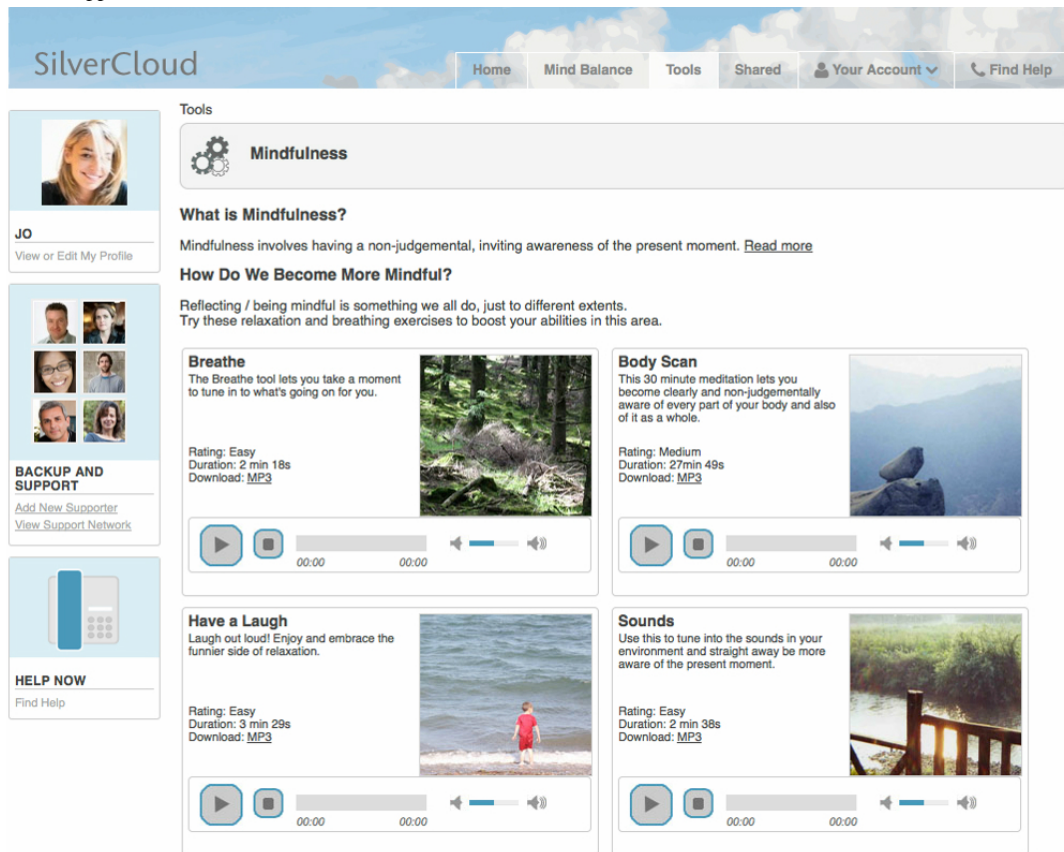 SilverCloud
Home Mind Balance Tools Shared Your Account Find Help
Tools
Mindfulness
JO
View or Edit My Profile
BACKUP AND
SUPPORT
Add New Supporter
View Support Network
HELP NOW
Find Help
What is Mindfulness?
Mindfulness involves having a non-judgemental, inviting awareness of the present moment. Read more
How Do We Become More Mindful?
Reflecting / being mindful is something we all do, just to different extents.
Try these relaxation and breathing exercises to boost your abilities in this area.
Breathe
The Breathe tool lets you take a moment
to tune in to what's going on for you.
Rating: Easy
Duration: 2 min 18s
Download: MP3
00:00 00:00
Body Scan
This 30 minute meditation lets you
become clearly and non-judgementally
aware of every part of your body and also
of it as a whole.
Rating: Medium
Duration: 27min 49s
Download: MP3
00:00 00:00
Have a Laugh
Laugh out loud! Enjoy and embrace the
funnier side of relaxation.
Rating: Easy
Duration: 3 min 29s
Download: MP3
00:00 00:00
Sounds
Use this to tune into the sounds in your
environment and straight away be more
aware of the present moment.
Rating: Easy
Duration: 2 min 38s
Download: MP3
00:00 00:00